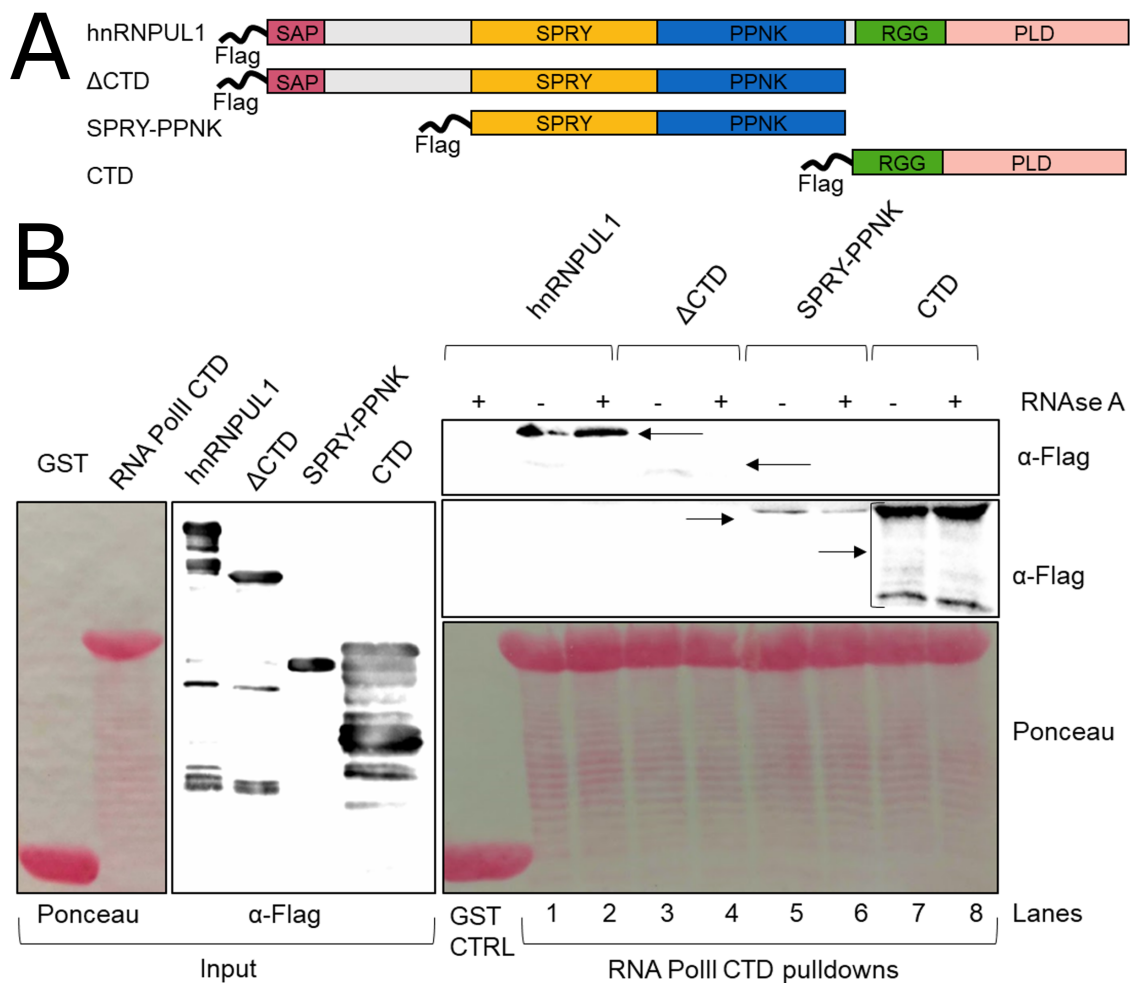 A
hnRNPUL1
SAP SPRY PPNK RGG PLD
Flag
ΔCTD
SAP SPRY PPNK
Flag
SPRY-PPNK
SPRY PPNK
Flag
CTD
RGG PLD
Flag
B
hnRNPUL1 ΔCTD SPRY-PPNK CTD
+ - + - + - + - + RNAse A
GST RNA PolII CTD hnRNPUL1 ΔCTD SPRY-PPNK CTD
α-Flag
α-Flag
Ponceau
Ponceau α-Flag
GST CTRL 1 2 3 4 5 6 7 8 Lanes
Input
RNA PolII CTD pulldowns